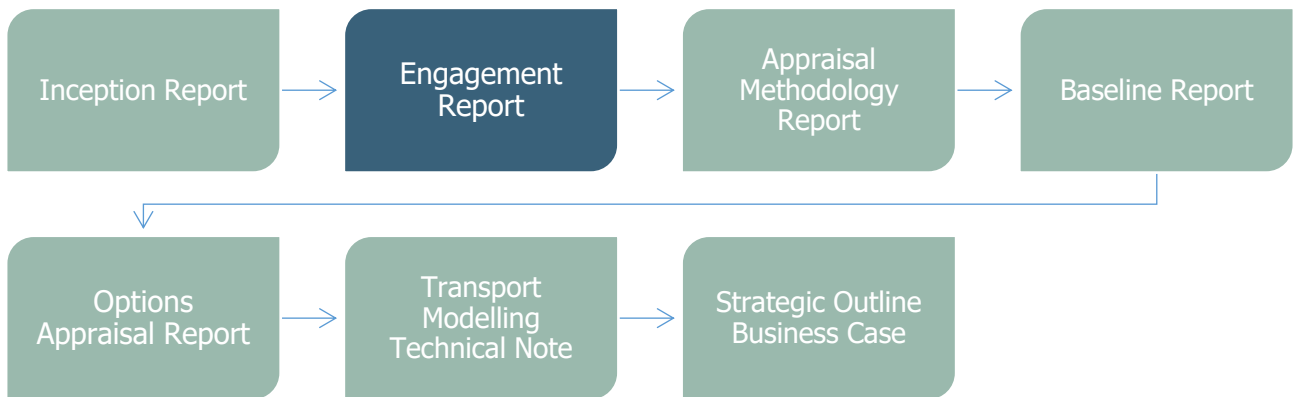 Inception Report
Engagement
Report
Appraisal
Methodology
Report
Baseline Report
Options
Appraisal Report
Transport
Modelling
Technical Note
Strategic Outline
Business Case